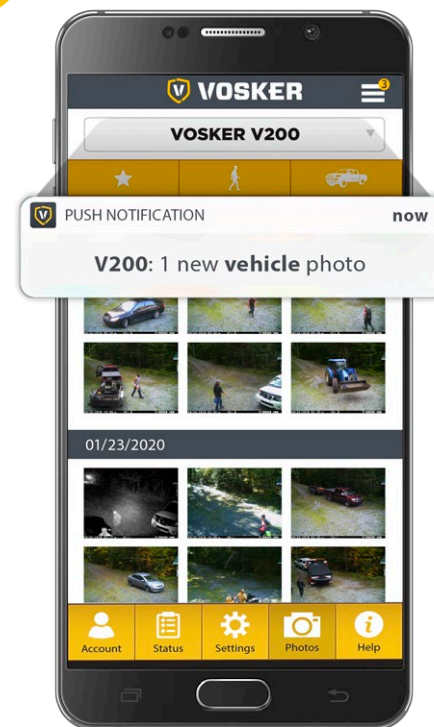 VOSKER
3
VOSKER V200
PUSH NOTIFICATION now
V200: 1 new vehicle photo
01/23/2020
Account Status Settings Photos Help